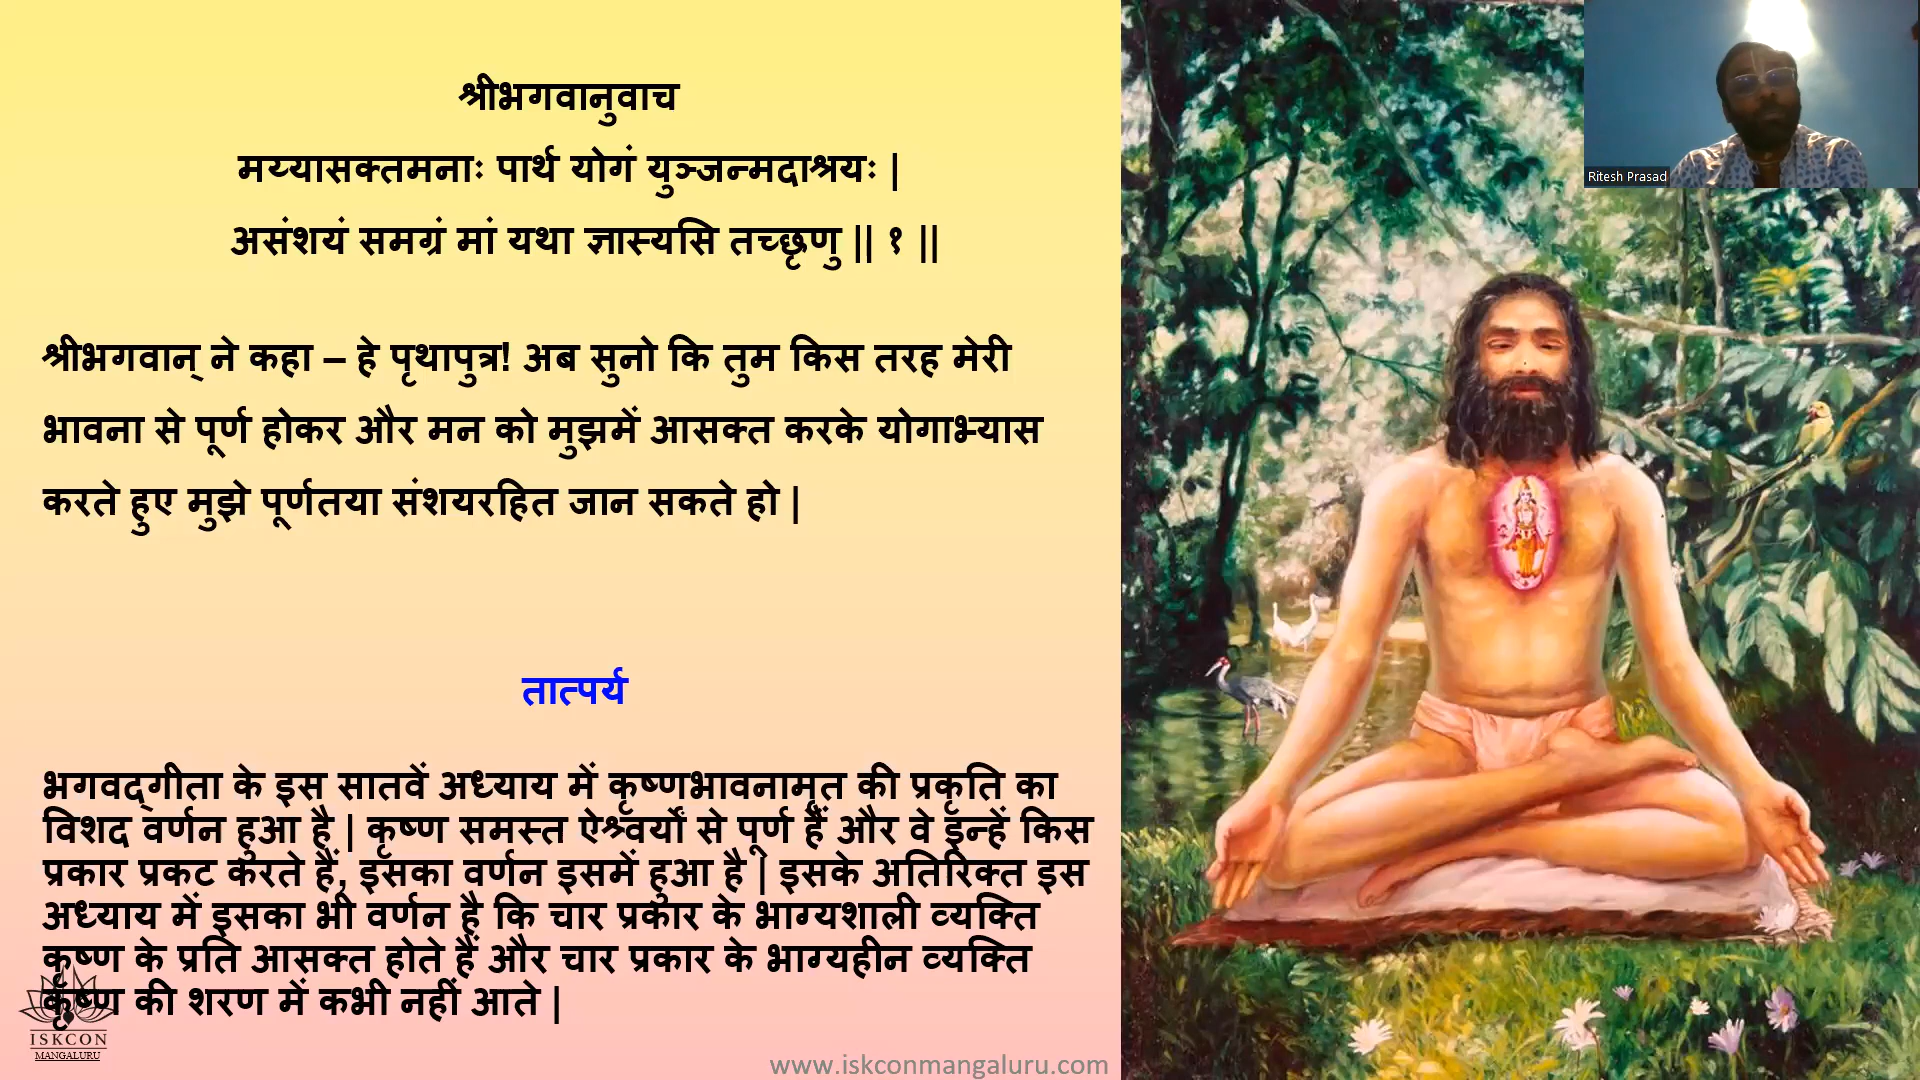 श्रीभगवानुवाच
मय्यासक्तमनाः पार्थ योगं युञ्जन्मदाश्रयः |
असंशयं समग्रं मां यथा ज्ञास्यसि तच्छृणु || १ ||
श्रीभगवान् ने कहा – हे पृथापुत्र! अब सुनो कि तुम किस तरह मेरी
भावना से पूर्ण होकर और मन को मुझमें आसक्त करके योगाभ्यास
करते हुए मुझे पूर्णतया संशयरहित जान सकते हो |
तात्पर्य
भगवद्‌गीता के इस सातवें अध्याय में कृष्णभावनामृत की प्रकृति का
विशद वर्णन हुआ है | कृष्ण समस्त ऐश्र्वर्यों से पूर्ण हैं और वे इन्हें किस
प्रकार प्रकट करते हैं, इसका वर्णन इसमें हुआ है | इसके अतिरिक्त इस
अध्याय में इसका भी वर्णन है कि चार प्रकार के भाग्यशाली व्यक्ति
कृष्ण के प्रति आसक्त होते हैं और चार प्रकार के भाग्यहीन व्यक्ति
कृष्ण की शरण में कभी नहीं आते |
ISKCON
MANGALURU
www.iskconmangaluru.com
Ritesh Prasad